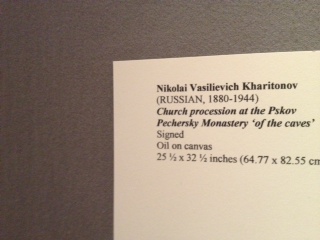 Nikolai Vasilievich Kharitonov
(RUSSIAN, 1880-1944)
Church procession at the Pskov
Pechersky Monastery 'of the caves'
Signed
Oil on canvas
25 ½ x 32 ½ inches (64.77 x 82.55 cm